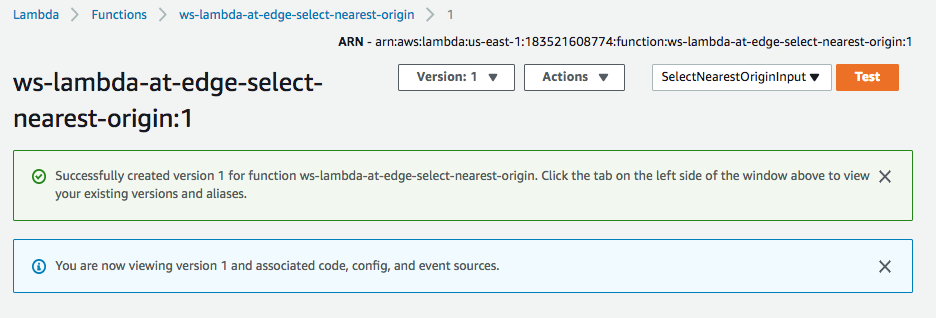 Lambda > Functions > ws-lambda-at-edge-select-nearest-origin > 1
ARN - arn:aws:lambda:us-east-1:183521608774:function:ws-lambda-at-edge-select-nearest-origin:1
ws-lambda-at-edge-select-
nearest-origin:1
Version: 1 Actions SelectNearestOriginInput Test
Successfully created version 1 for function ws-lambda-at-edge-select-nearest-origin. Click the tab on the left side of the window above to view
your existing versions and aliases.
You are now viewing version 1 and associated code, config, and event sources.